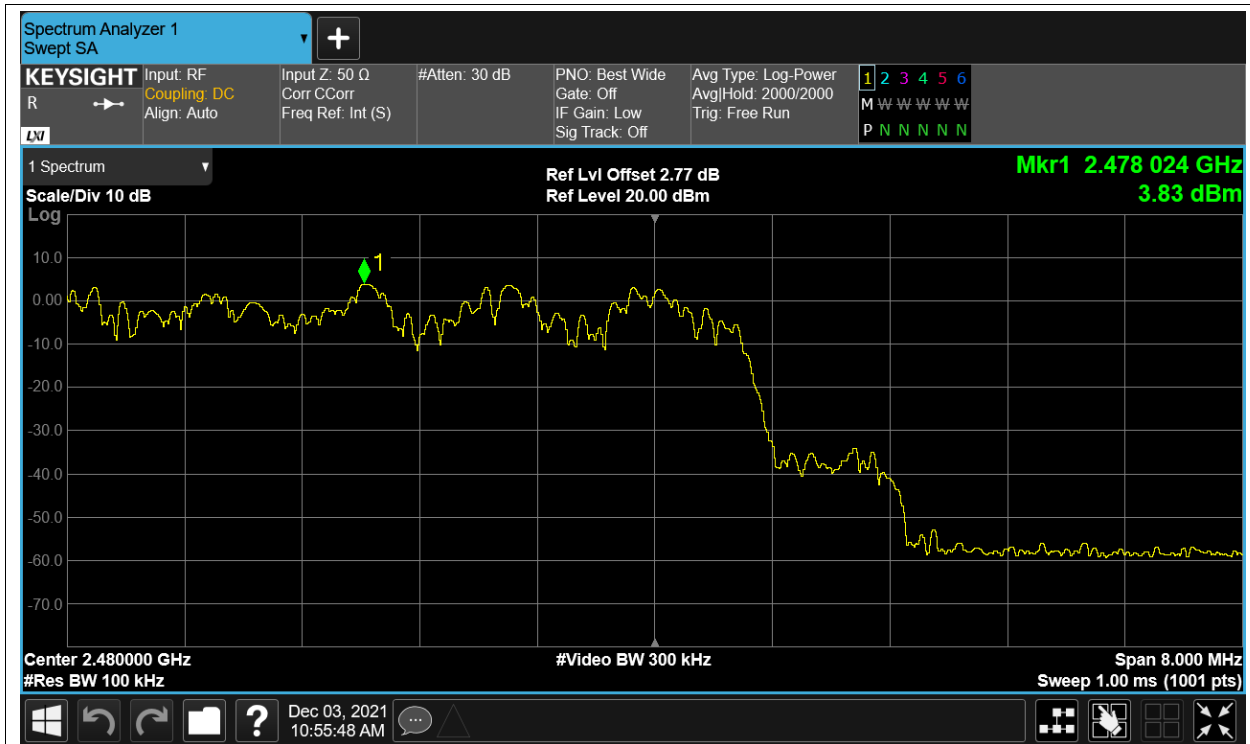 Spectrum Analyzer 1
Swept SA
+
KEYSIGHT
R
LXI
Input: RF
Coupling: DC
Align: Auto
Input Z: 50 Ω
Corr CCorr
Freq Ref: Int (S)
#Atten: 30 dB
PNO: Best Wide
Gate: Off
IF Gain: Low
Sig Track: Off
Avg Type: Log-Power
Avg|Hold: 2000/2000
Trig: Free Run
1 2 3 4 5 6
M W W W W W
P N N N N N
1 Spectrum
Scale/Div 10 dB
Ref Lvl Offset 2.77 dB
Ref Level 20.00 dBm
Mkr1 2.478 024 GHz
3.83 dBm
Log
1
10.0
0.00
-10.0
-20.0
-30.0
-40.0
-50.0
-60.0
-70.0
Center 2.480000 GHz
#Res BW 100 kHz
#Video BW 300 kHz
Span 8.000 MHz
Sweep 1.00 ms (1001 pts)
?
Dec 03, 2021
10:55:48 AM